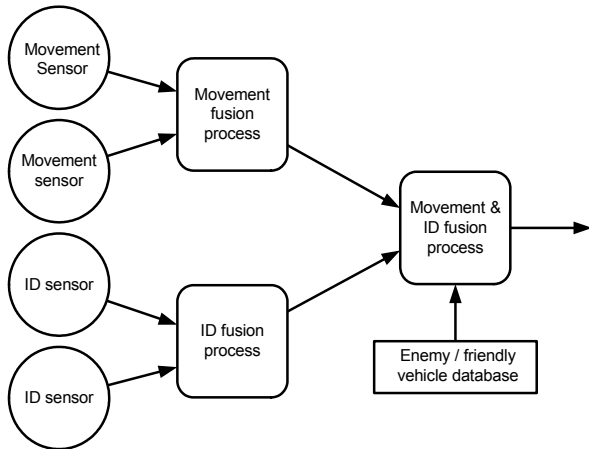 Movement
Sensor
Movement
sensor
ID sensor
ID sensor
Movement
fusion
process
ID fusion
process
Movement &
ID fusion
process
Enemy / friendly
vehicle database